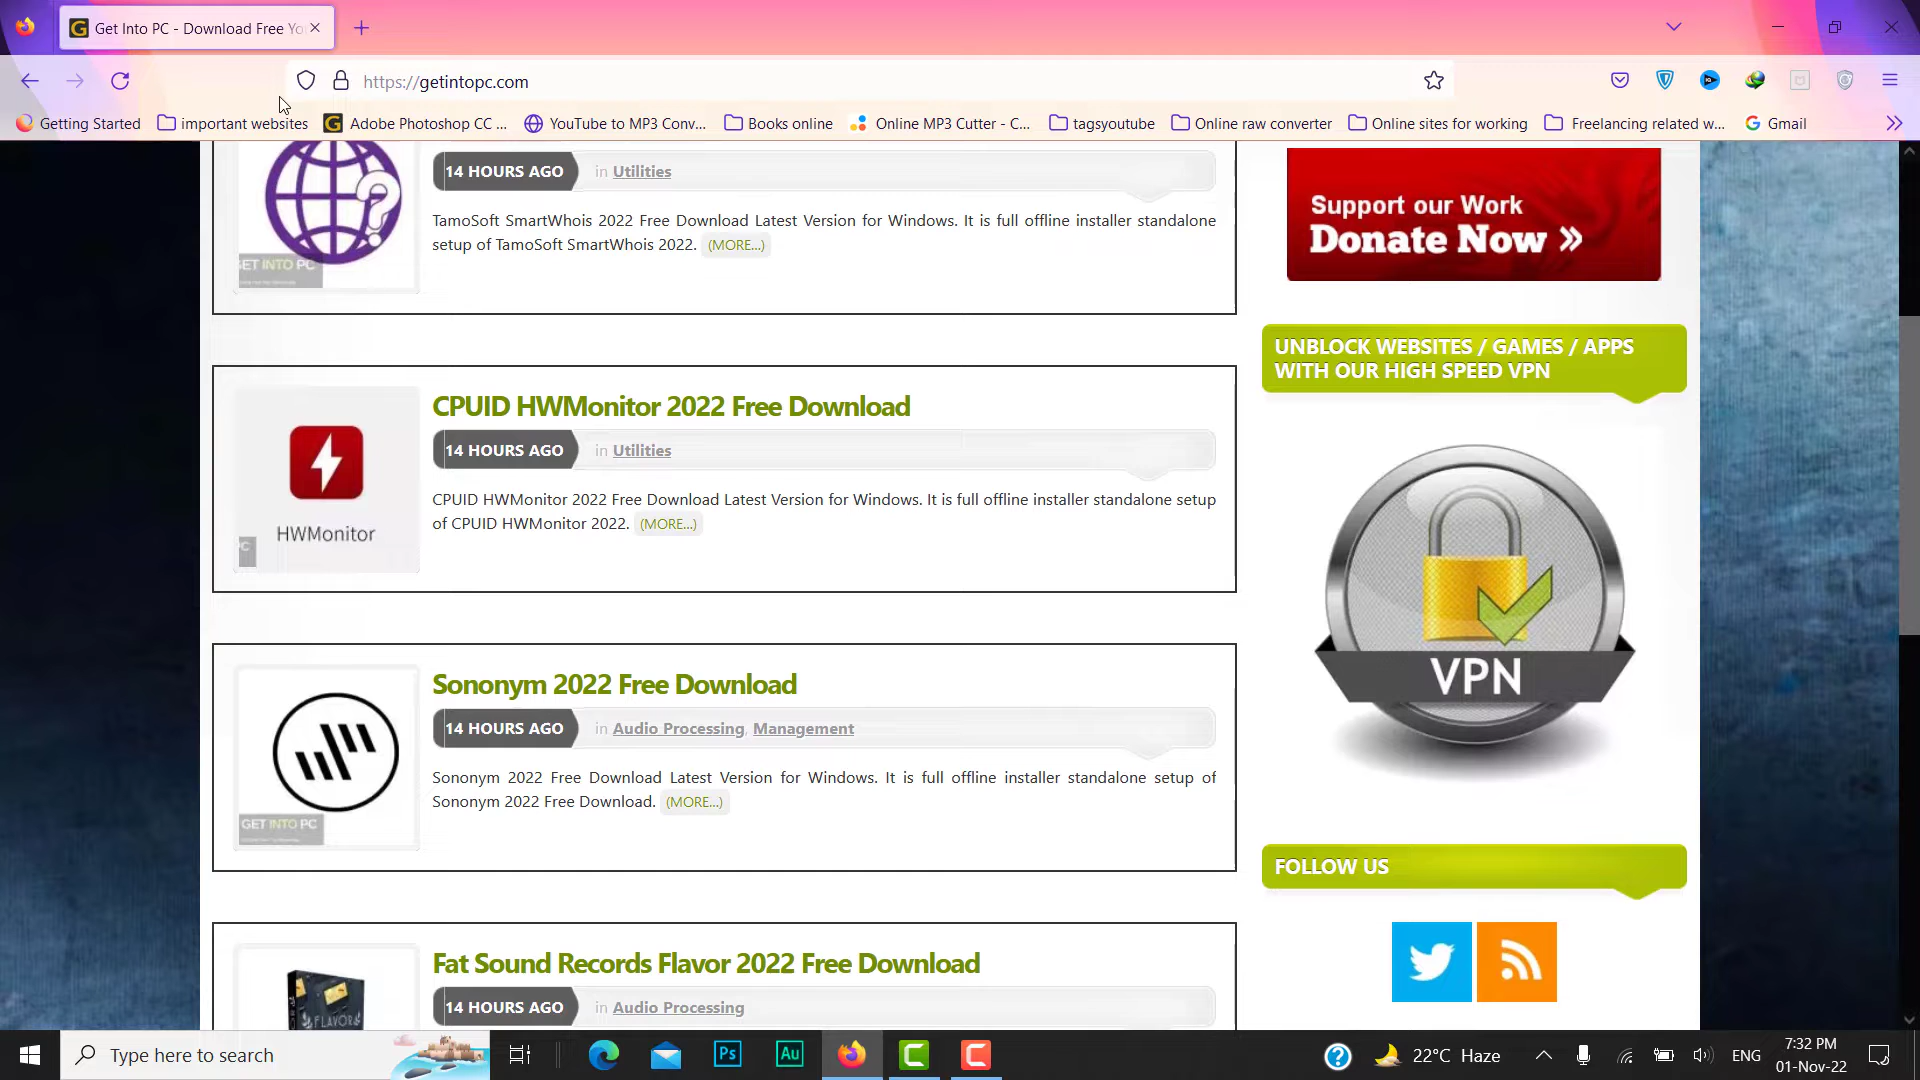 Get Into PC - Download Free Yo
https://getintopc.com
Getting Started
important websites
Adobe Photoshop CC ...
YouTube to MP3 Conv...
Books online
Online MP3 Cutter - C...
tagsyoutube
Online raw converter
Online sites for working
Freelancing related w...
Gmail
14 HOURS AGO
in Utilities
TamoSoft SmartWhois 2022 Free Download Latest Version for Windows. It is full offline installer standalone
setup of TamoSoft SmartWhois 2022. (MORE...)
GET INTO PC
CPUID HWMonitor 2022 Free Download
14 HOURS AGO
in Utilities
CPUID HWMonitor 2022 Free Download Latest Version for Windows. It is full offline installer standalone setup
of CPUID HWMonitor 2022. (MORE...)
HWMonitor
Sononym 2022 Free Download
14 HOURS AGO
in Audio Processing, Management
Sononym 2022 Free Download Latest Version for Windows. It is full offline installer standalone setup of
Sononym 2022 Free Download. (MORE...)
GET INTO PC
Fat Sound Records Flavor 2022 Free Download
14 HOURS AGO
in Audio Processing
FLAVOR
Support our Work
Donate Now »
UNBLOCK WEBSITES / GAMES / APPS
WITH OUR HIGH SPEED VPN
VPN
FOLLOW US
Type here to search
Ps
Au
22°C Haze
ENG
7:32 PM
01-Nov-22